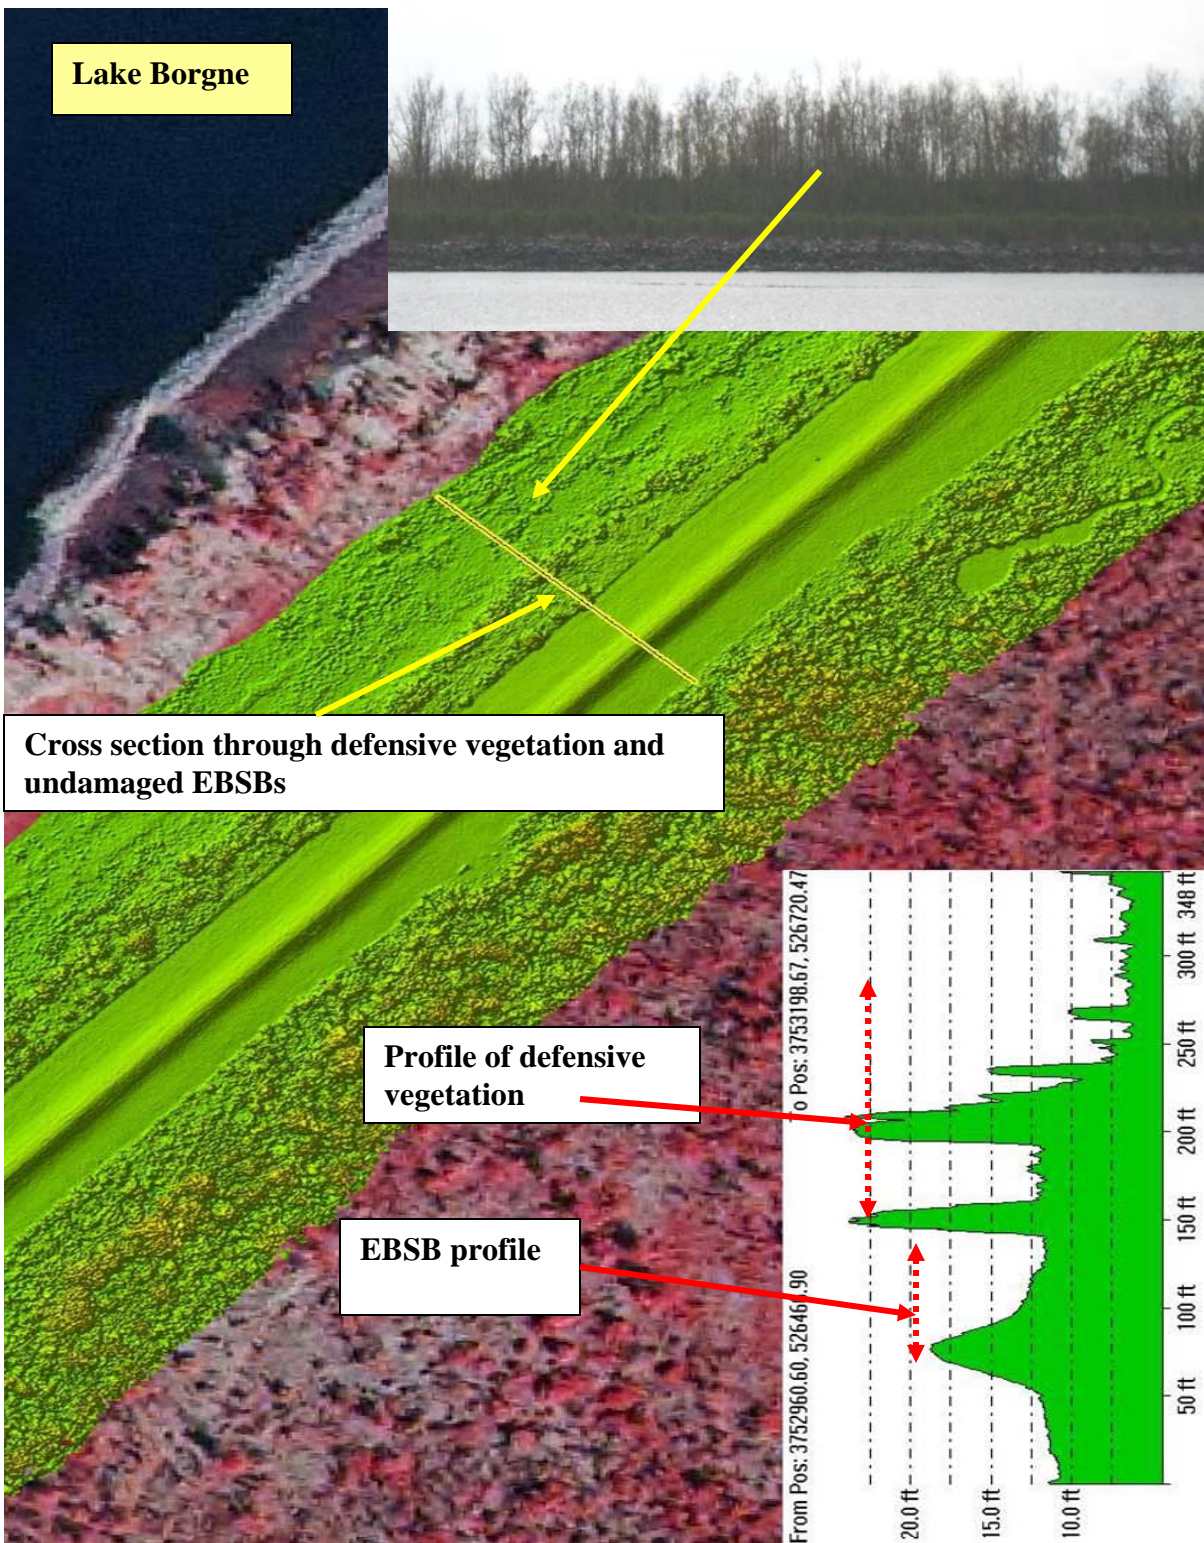 Lake Borgne
Cross section through defensive vegetation and
undamaged EBSBs
Profile of defensive
vegetation
EBSB profile
From Pos: 3752960.60, 526466.90
To Pos: 3753198.67, 526720.47
20.0 ft
15.0 ft
10.0 ft
50 ft
100 ft
150 ft
200 ft
250 ft
300 ft
348 ft